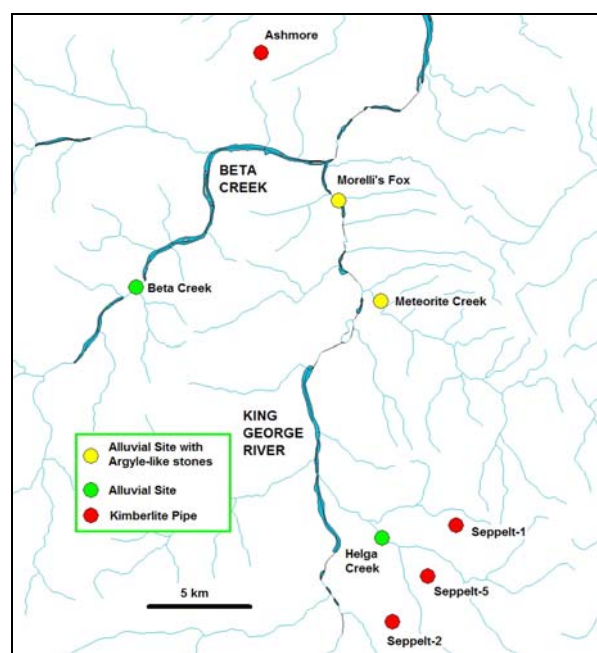 Ashmore
BETA
CREEK
Morelli's Fox
Beta Creek
Meteorite Creek
KING
GEORGE
RIVER
Alluvial Site with
Argyle-like stones
Alluvial Site
Kimberlite Pipe
Seppelt-1
Helga
Creek
Seppelt-5
5 km
Seppelt-2